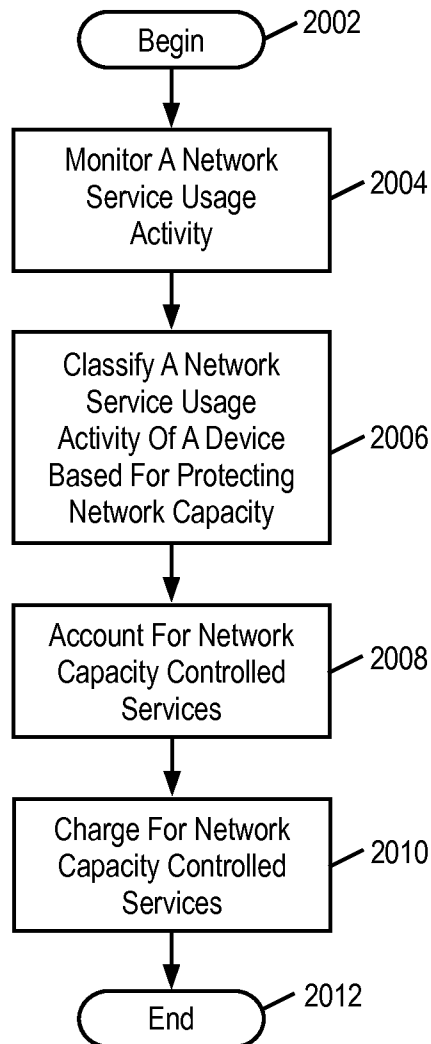 Begin
2002
Monitor A Network
Service Usage
Activity
2004
Classify A Network
Service Usage
Activity Of A Device
Based For Protecting
Network Capacity
2006
Account For Network
Capacity Controlled
Services
2008
Charge For Network
Capacity Controlled
Services
2010
End
2012